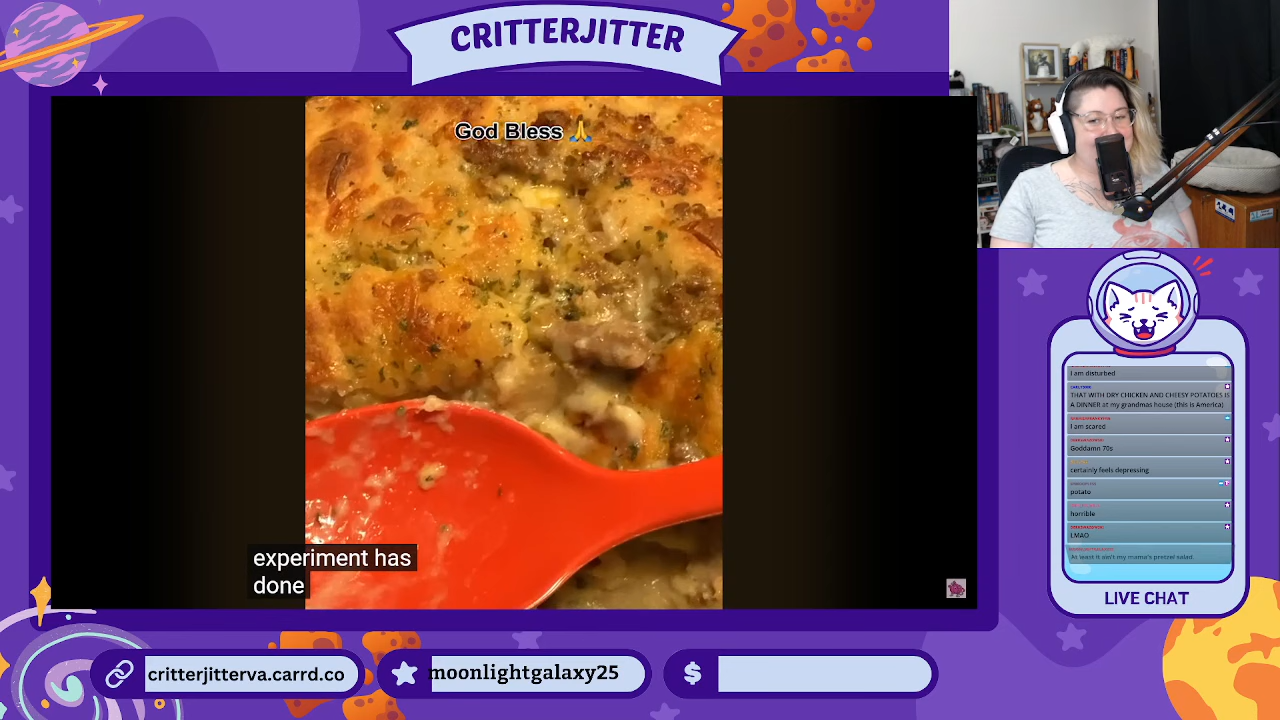 CRITTERJITTER
God Bless 🙏
experiment has
done
I am disturbed
THAT WITH DRY CHICKEN AND CHEESY POTATOES IS
A DINNER at my grandmas house (this is America)
I am scared
Goddamn 70s
certainly feels depressing
potato
horrible
LMAO
At least it ain't my mama's pretzel salad.
LIVE CHAT
critterjitterva.carrd.co
moonlightgalaxy25
$